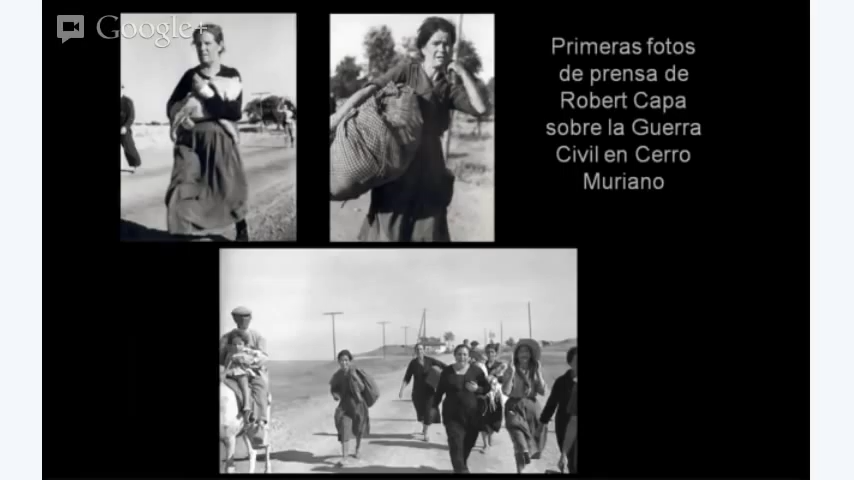 Google+
Primeras fotos
de prensa de
Robert Capa
sobre la Guerra
Civil en Cerro
Muriano